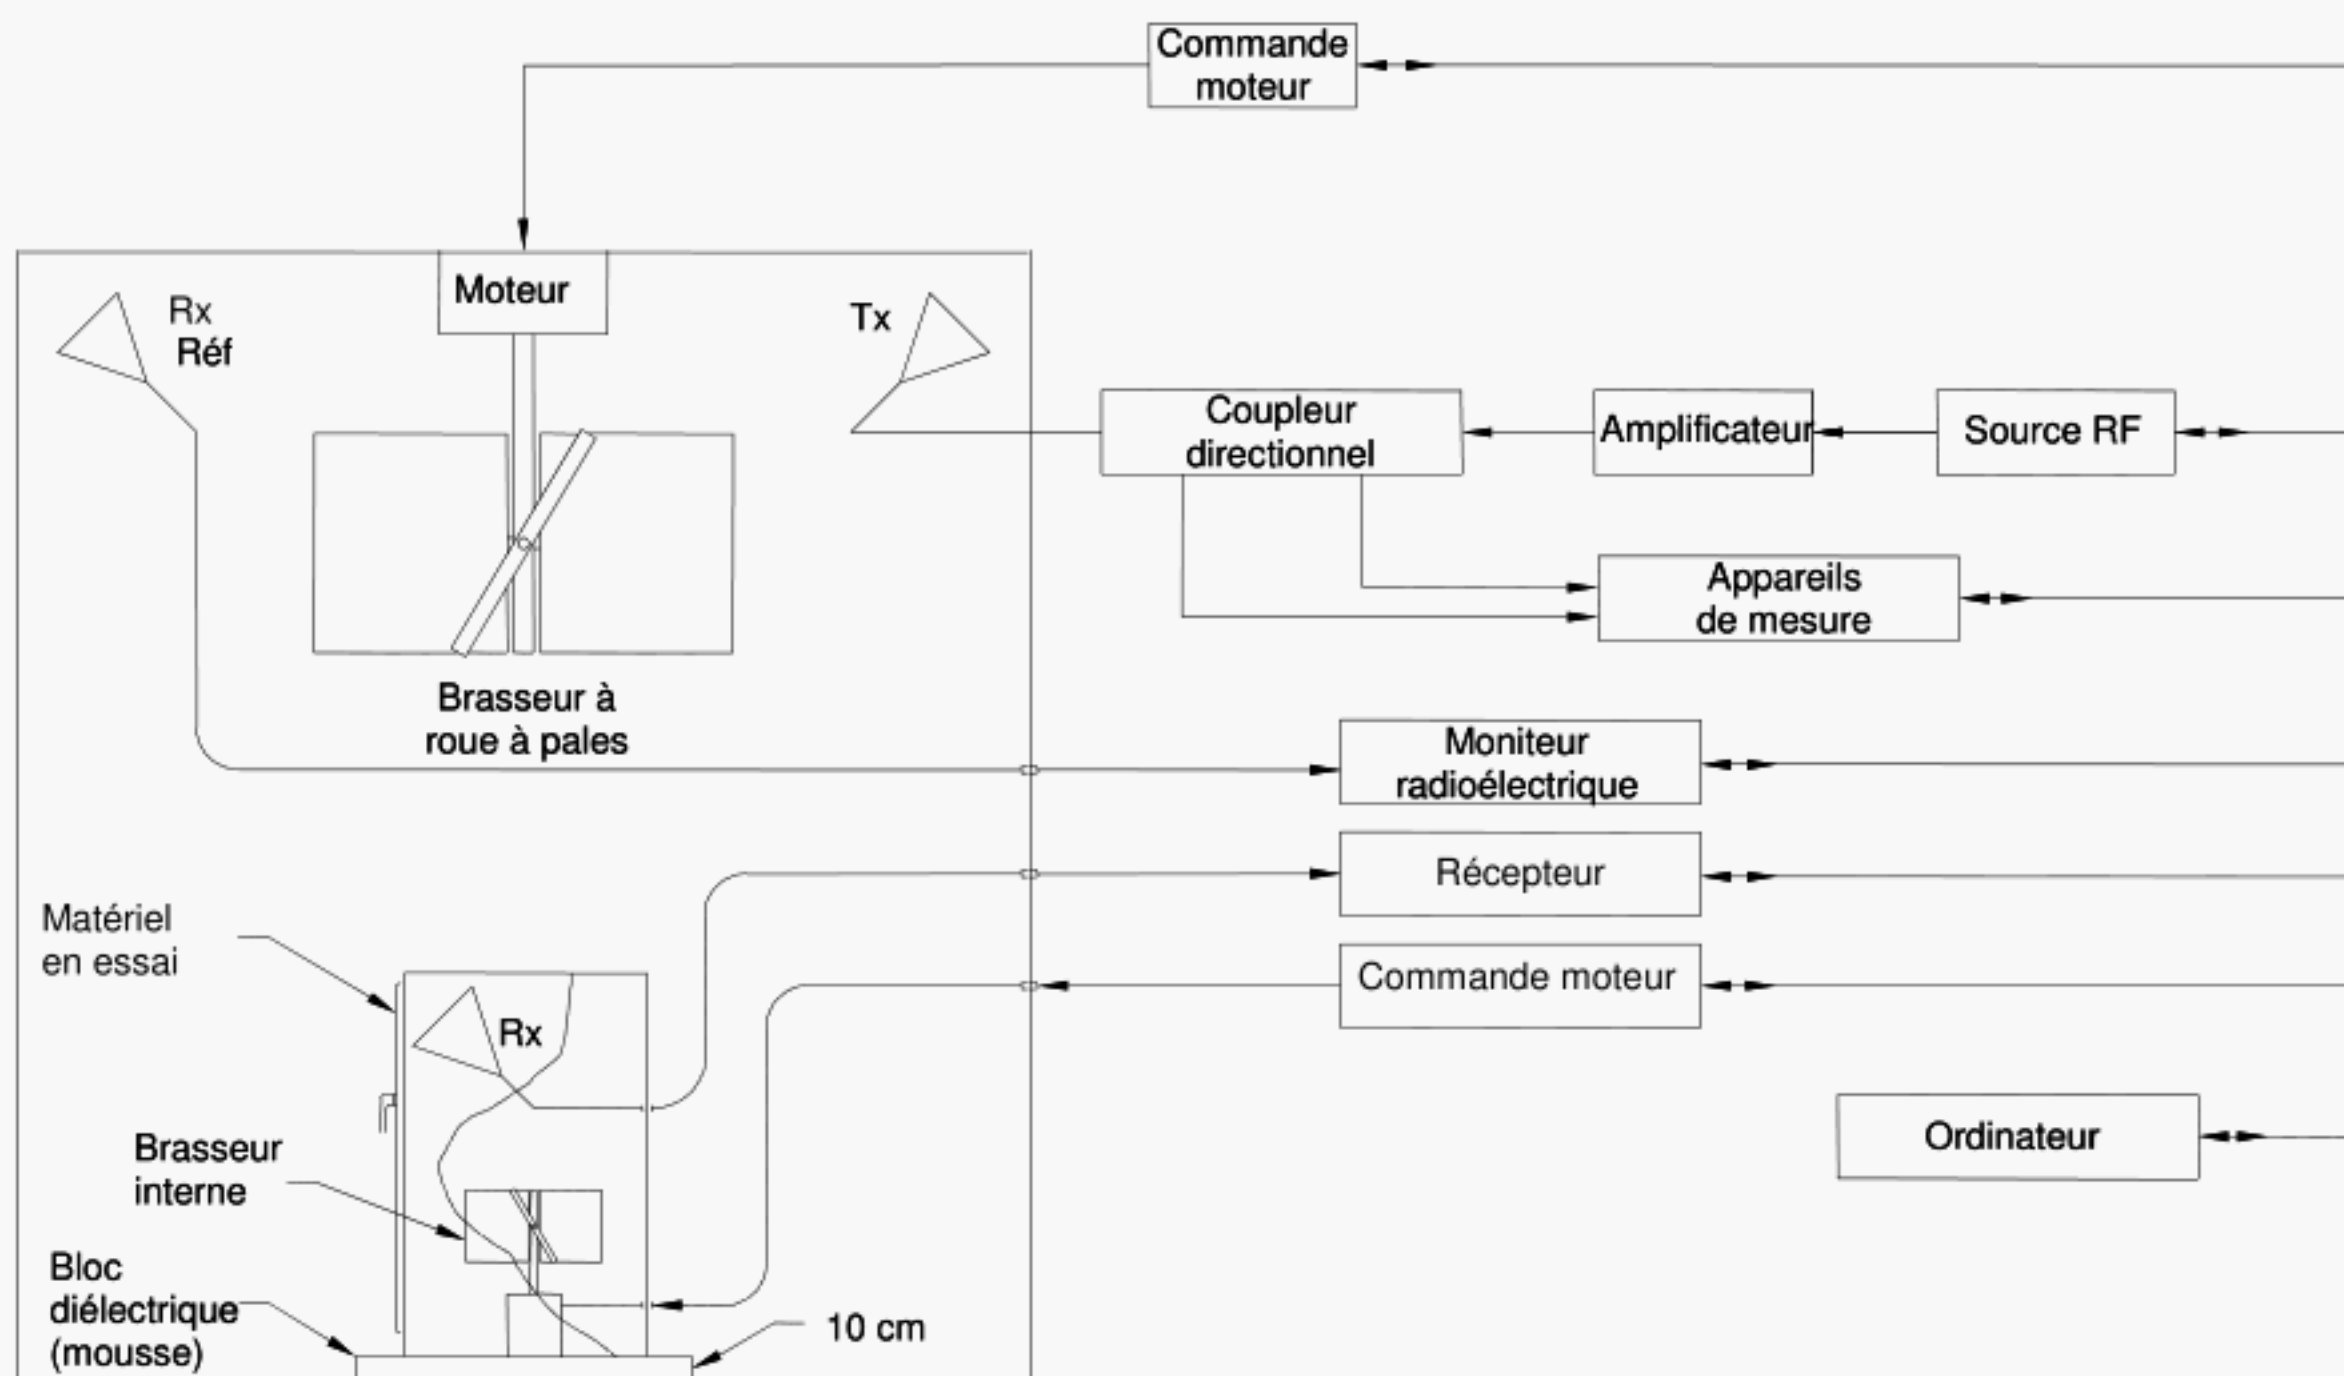 Commande
moteur
Moteur
Rx
Réf
Tx
Coupleur
directionnel
Amplificateur
Source RF
Appareils
de mesure
Brasseur à
roue à pales
Moniteur
radioélectrique
Récepteur
Matériel
en essai
Commande moteur
Rx
Ordinateur
Brasseur
interne
Bloc
diélectrique
(mousse)
10 cm